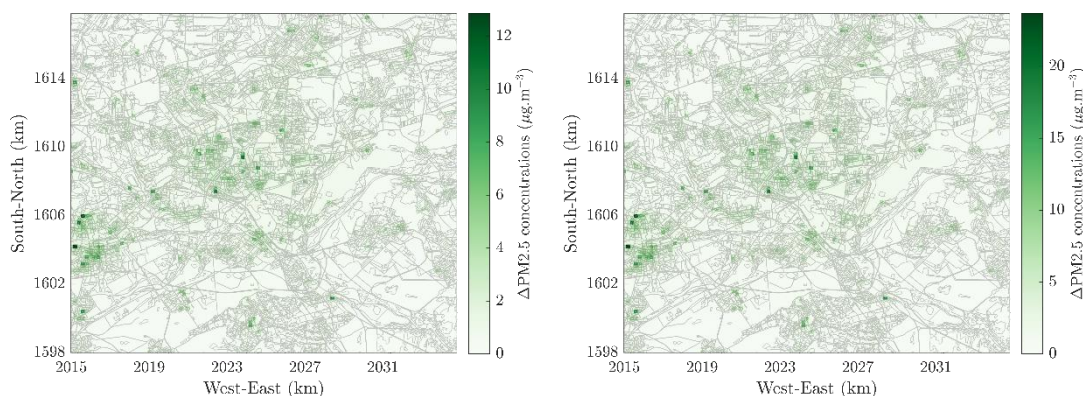 12
10
8
6
4
2
0
ΔPM2.5 concentrations (μg.m−3)
1614
1610
1606
1602
1598
South-North (km)
2015 2019 2023 2027 2031
West-East (km)
20
15
10
5
0
ΔPM2.5 concentrations (μg.m−3)
1614
1610
1606
1602
1598
South-North (km)
2015 2019 2023 2027 2031
West-East (km)